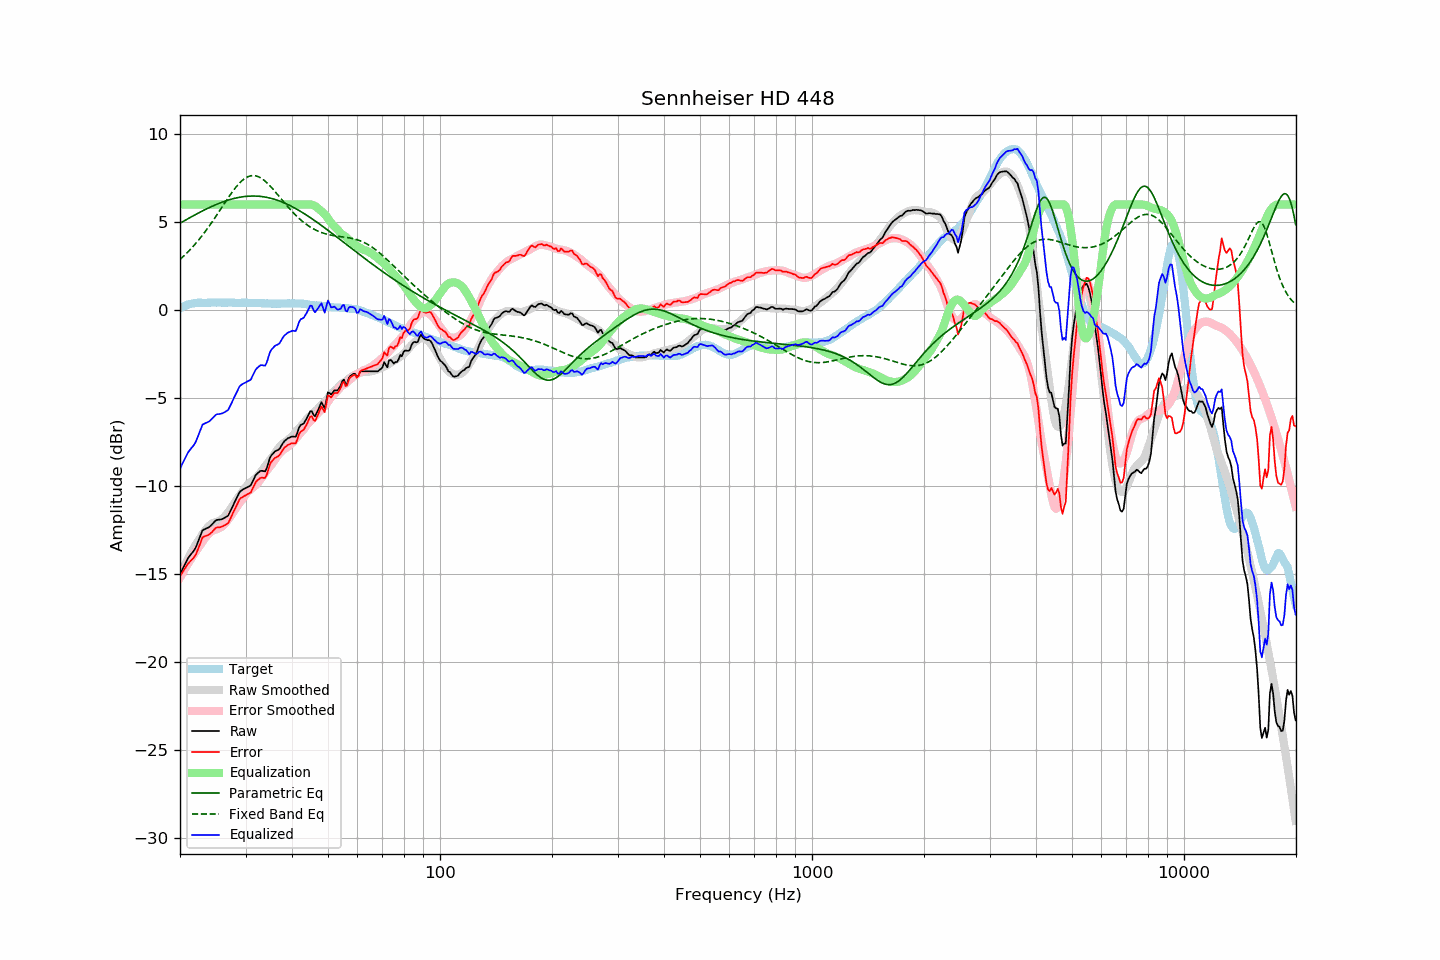 Sennheiser HD 448
Amplitude (dBr)
10
5
0
−5
−10
−15
−20
−25
−30
Target
Raw Smoothed
Error Smoothed
Raw
Error
Equalization
Parametric Eq
Fixed Band Eq
Equalized
100
1000
10000
Frequency (Hz)